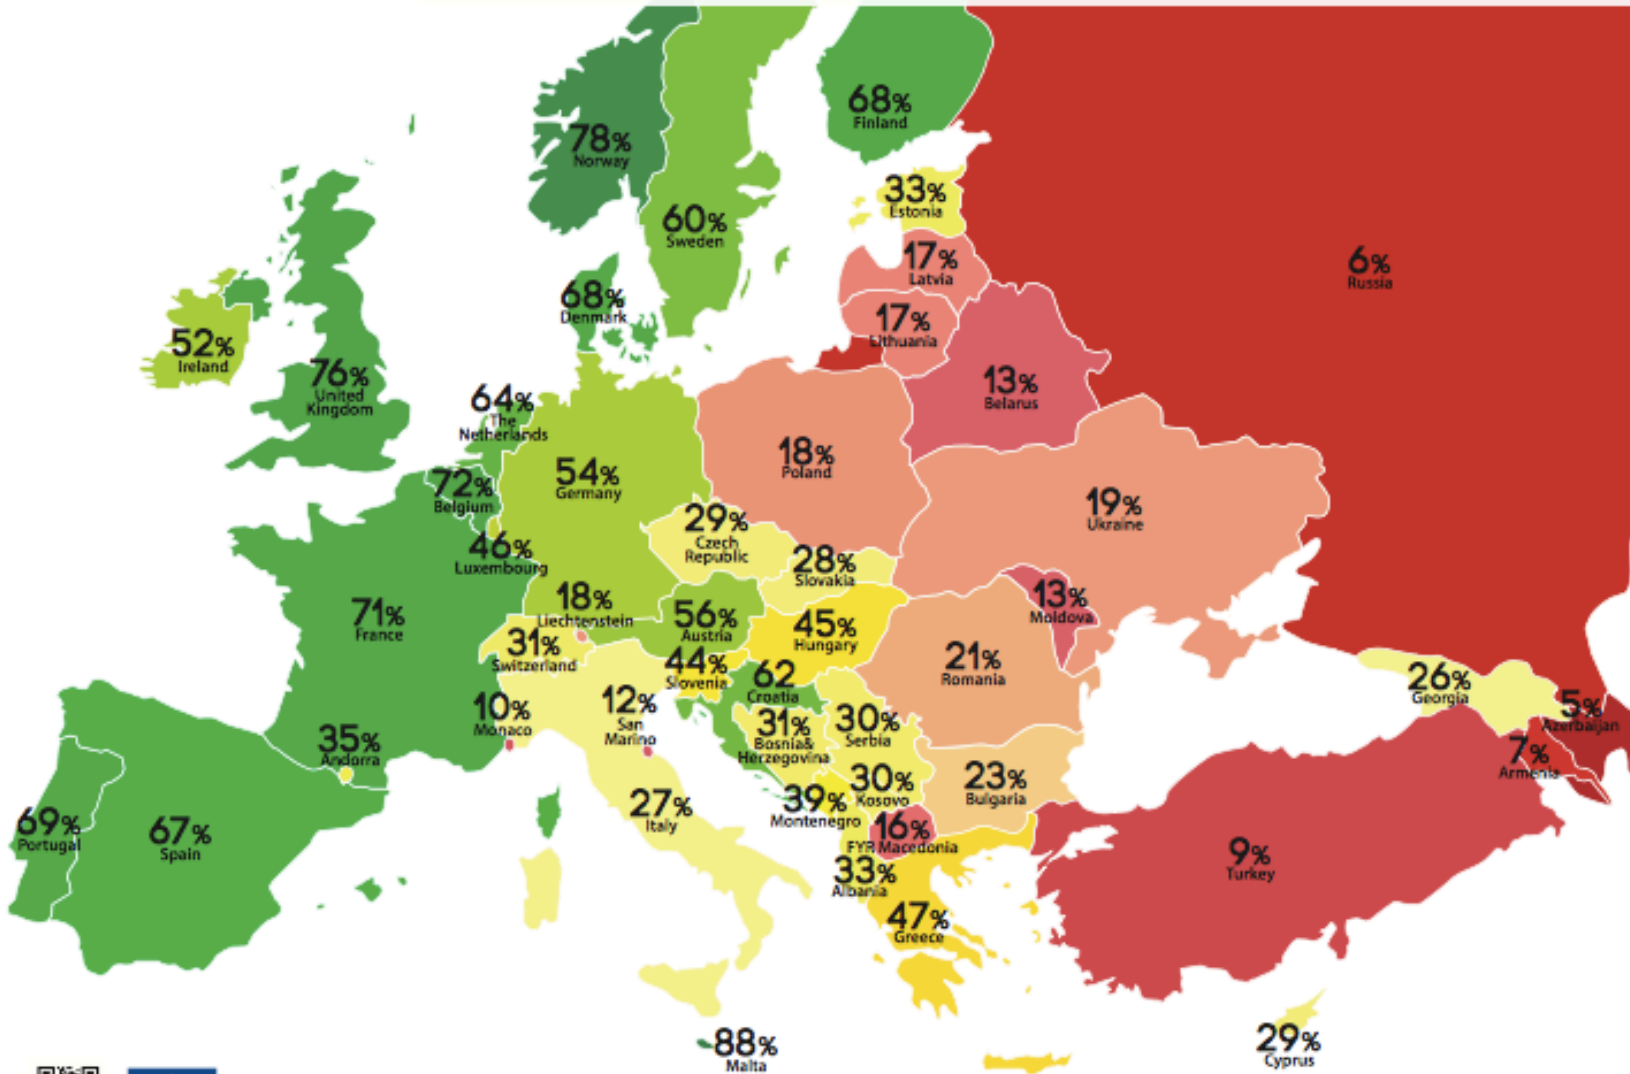 68%
Finland
78%
Norway
33%
Estonia
60%
Sweden
17%
Latvia
6%
Russia
68%
Denmark
17%
Lithuania
52%
Ireland
76%
United
Kingdom
13%
Belarus
64%
The
Netherlands
18%
Poland
54%
Germany
72%
Belgium
19%
Ukraine
29%
Czech
Republic
46%
Luxembourg
28%
Slovakia
18%
Liechtenstein
13%
Moldova
71%
France
56%
Austria
45%
Hungary
31%
Switzerland
44%
Slovenia
21%
Romania
62
Croatia
26%
Georgia
10%
Monaco
12%
San
Marino
31%
Bosnia&
Herzegovina
30%
Serbia
5%
Azerbaijan
35%
Andorra
7%
Armenia
30%
Kosovo
23%
Bulgaria
39%
Montenegro
27%
Italy
69%
Portugal
67%
Spain
16%
FYR Macedonia
9%
Turkey
33%
Albania
47%
Greece
88%
Malta
29%
Cyprus